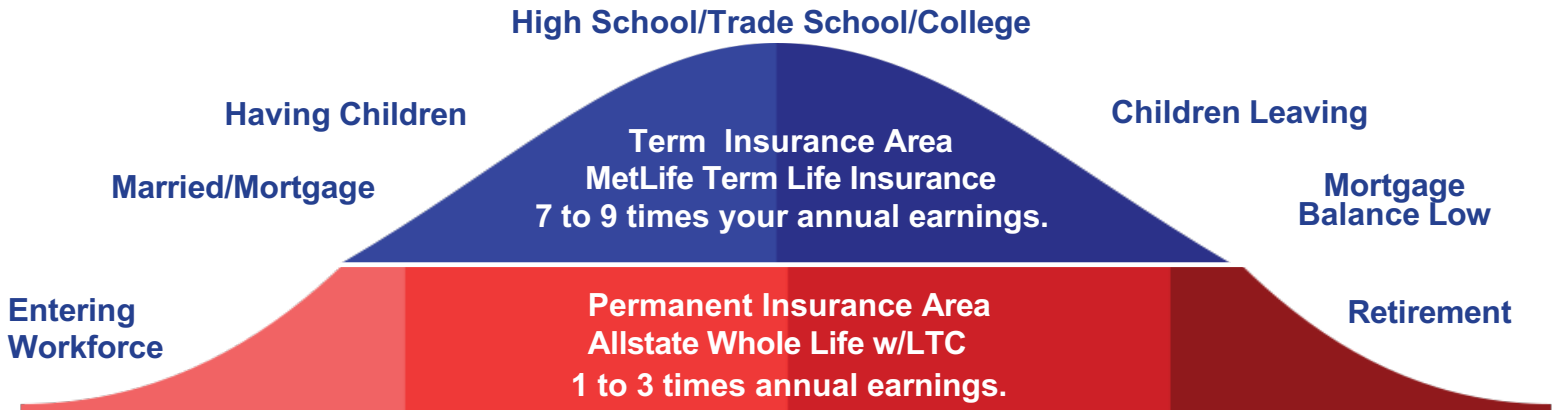 High School/Trade School/College
Having Children
Children Leaving
Married/Mortgage
Term Insurance Area
MetLife Term Life Insurance
7 to 9 times your annual earnings.
Mortgage
Balance Low
Entering
Workforce
Permanent Insurance Area
Allstate Whole Life w/LTC
1 to 3 times annual earnings.
Retirement